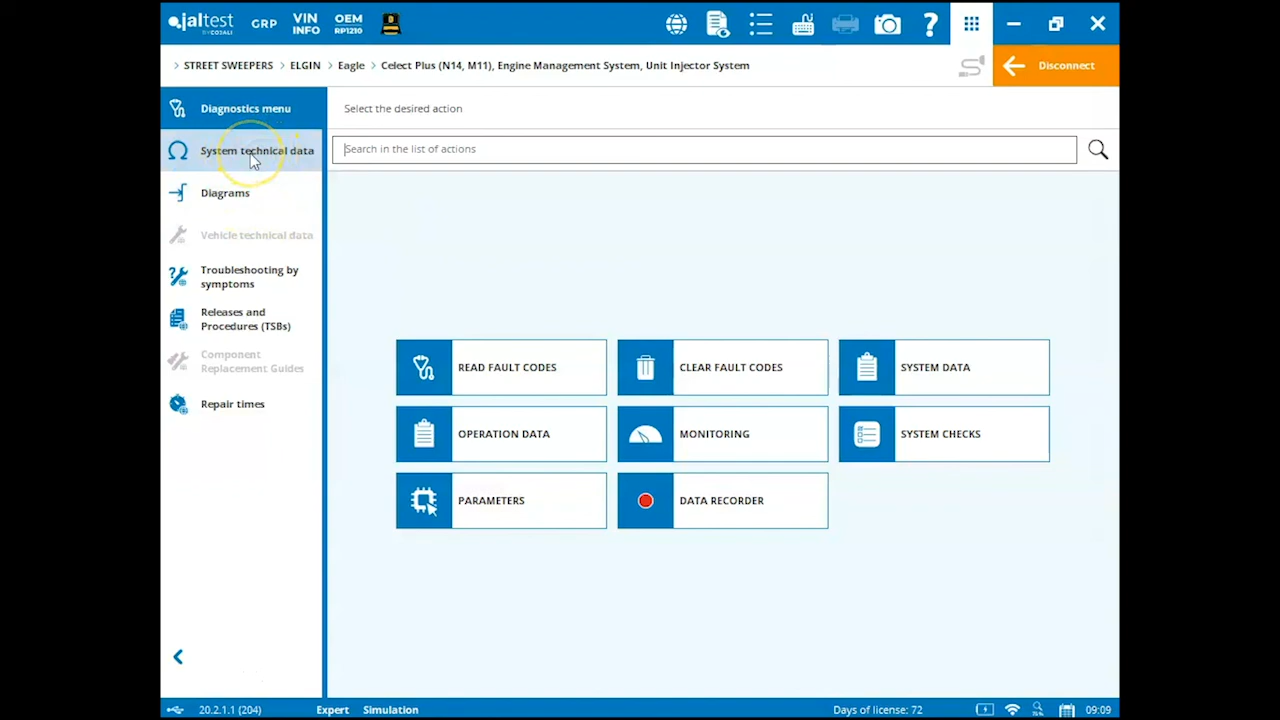 jaltest
BY COJALI
GRP
VIN
INFO
OEM
RP1210
?
STREET SWEEPERS > ELGIN > Eagle > Celect Plus (N14, M11), Engine Management System, Unit Injector System
Disconnect
Diagnostics menu
System technical data
Diagrams
Vehicle technical data
Troubleshooting by
symptoms
Releases and
Procedures (TSBs)
Component
Replacement Guides
Repair times
Select the desired action
Search in the list of actions
READ FAULT CODES
CLEAR FAULT CODES
SYSTEM DATA
OPERATION DATA
MONITORING
SYSTEM CHECKS
PARAMETERS
DATA RECORDER
20.2.1.1 (204)
Expert
Simulation
Days of license: 72
09:09